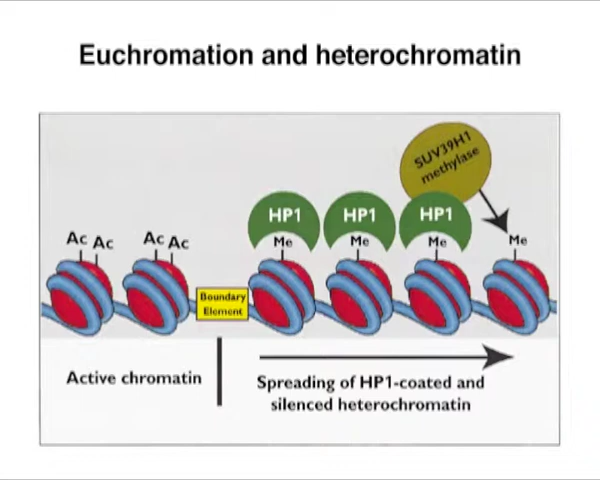 Euchromation and heterochromatin
SUV39H1
methylase
HP1 HP1 HP1
Ac Ac Ac Ac Me Me Me Me
Boundary
Element
Active chromatin
Spreading of HP1-coated and
silenced heterochromatin